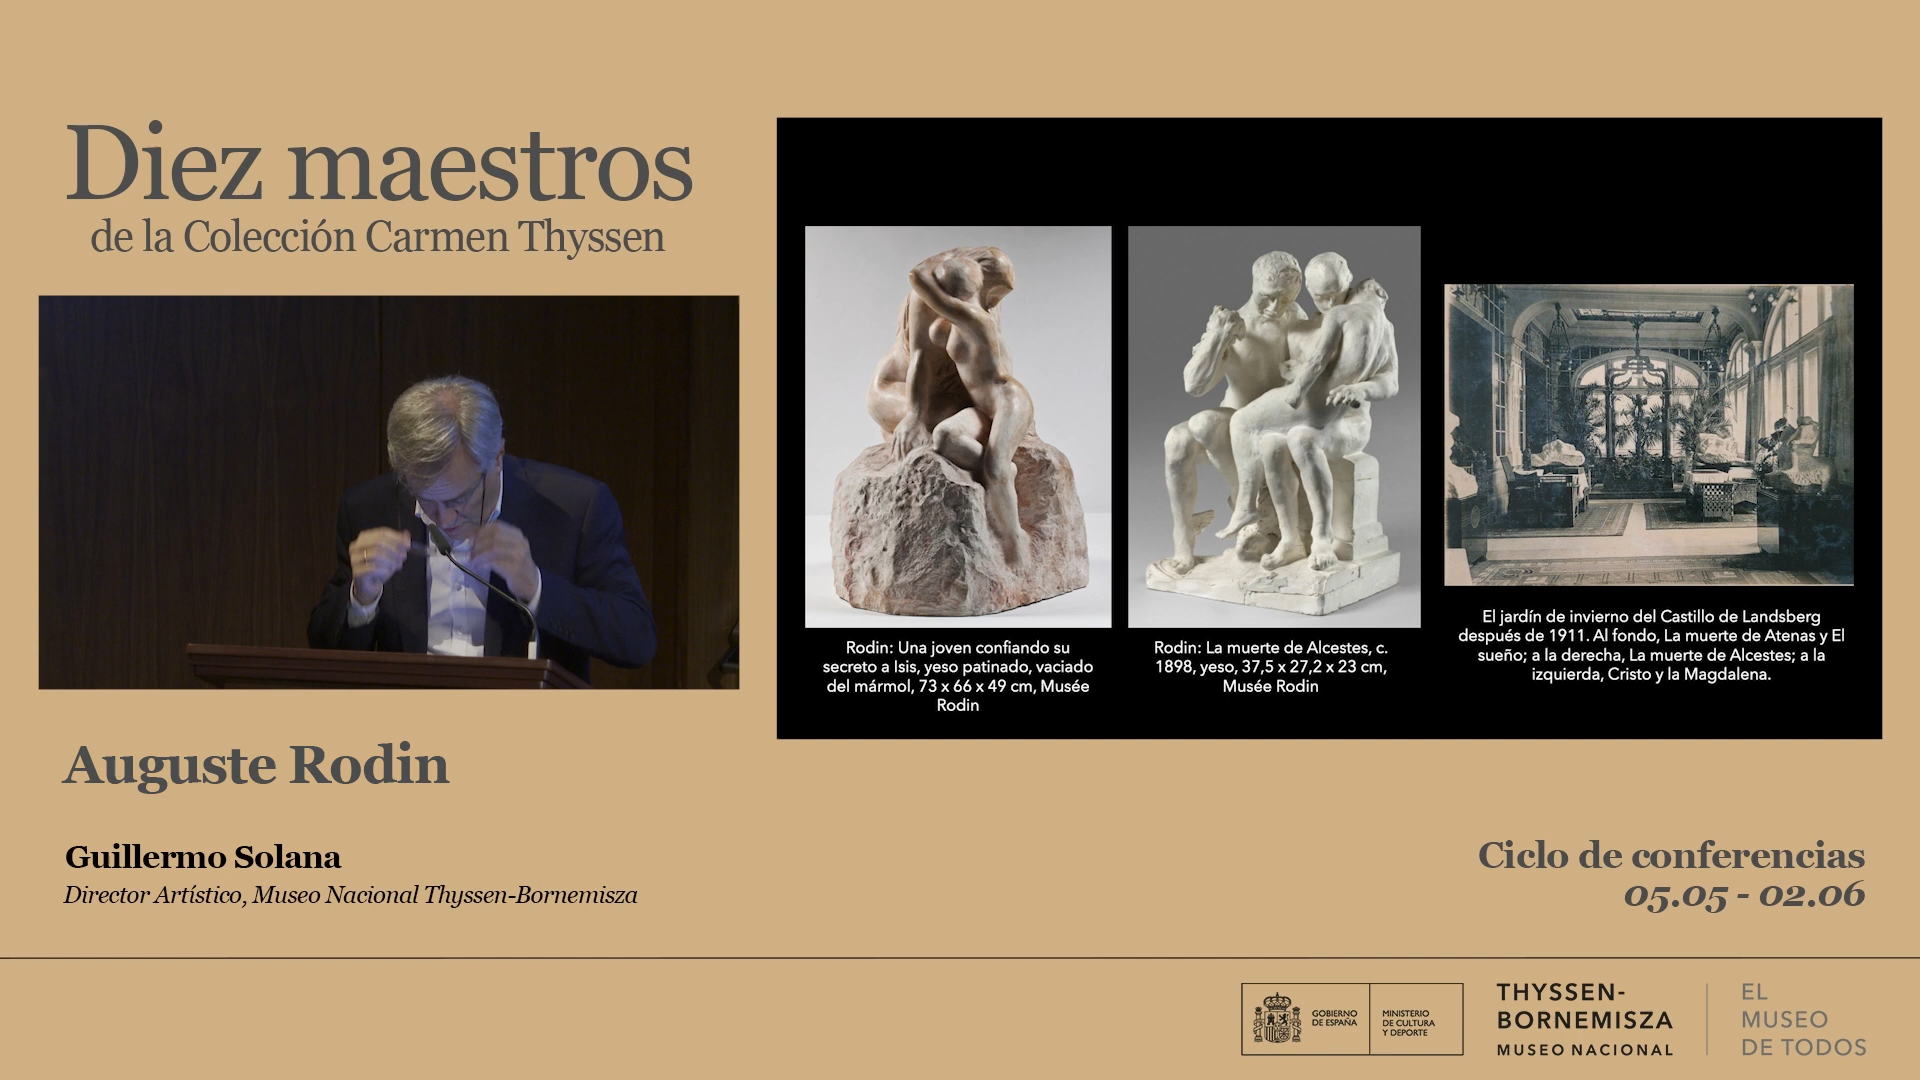 Diez maestros
de la Colección Carmen Thyssen
Rodin: Una joven confiando su
secreto a Isis, yeso patinado, vaciado
del mármol, 73 x 66 x 49 cm, Musée
Rodin
Rodin: La muerte de Alcestes, c.
1898, yeso, 37,5 x 27,2 x 23 cm,
Musée Rodin
El jardín de invierno del Castillo de Landsberg
después de 1911. Al fondo, La muerte de Atenas y El
sueño; a la derecha, La muerte de Alcestes; a la
izquierda, Cristo y la Magdalena.
Auguste Rodin
Guillermo Solana
Director Artístico, Museo Nacional Thyssen-Bornemisza
Ciclo de conferencias
05.05 - 02.06
GOBIERNO
DE ESPAÑA
MINISTERIO
DE CULTURA
Y DEPORTE
THYSSEN-
BORNEMISZA
MUSEO NACIONAL
EL
MUSEO
DE TODOS